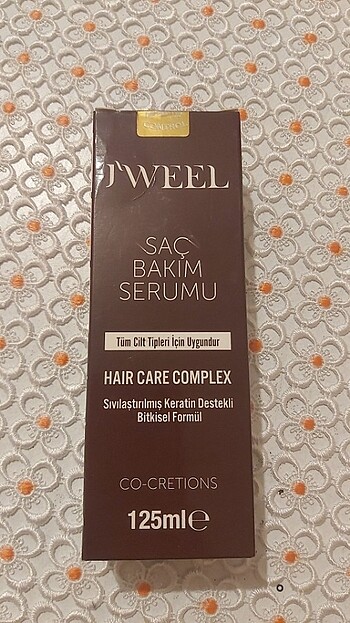 J'WEEL
SAÇ
BAKIM
SERUMU
Tüm Cilt Tipleri İçin Uygundur
HAIR CARE COMPLEX
Sıvılaştırılmış Keratin Destekli
Bitkisel Formül
CO-CRETIONS
125ml℮